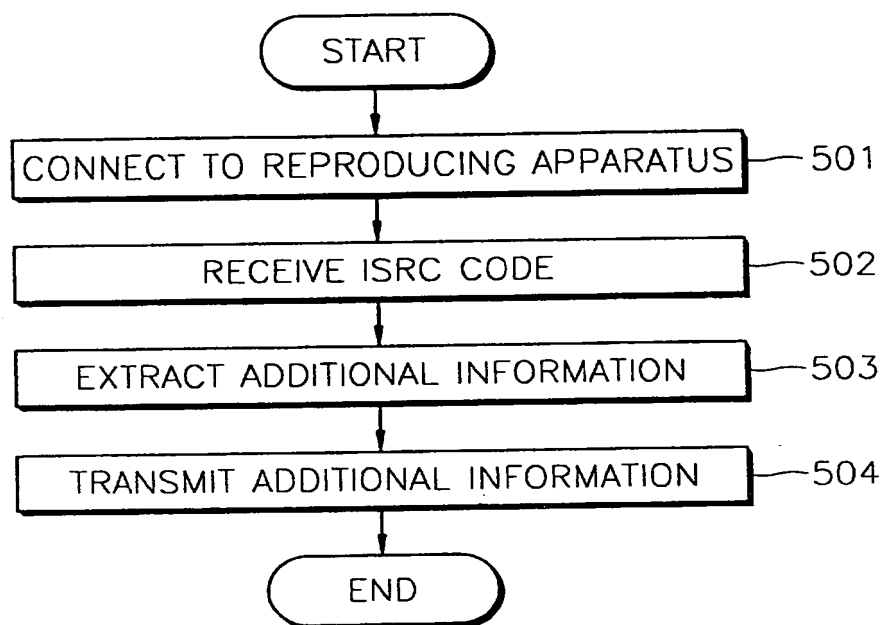 START
CONNECT TO REPRODUCING APPARATUS 501
RECEIVE ISRC CODE 502
EXTRACT ADDITIONAL INFORMATION 503
TRANSMIT ADDITIONAL INFORMATION 504
END